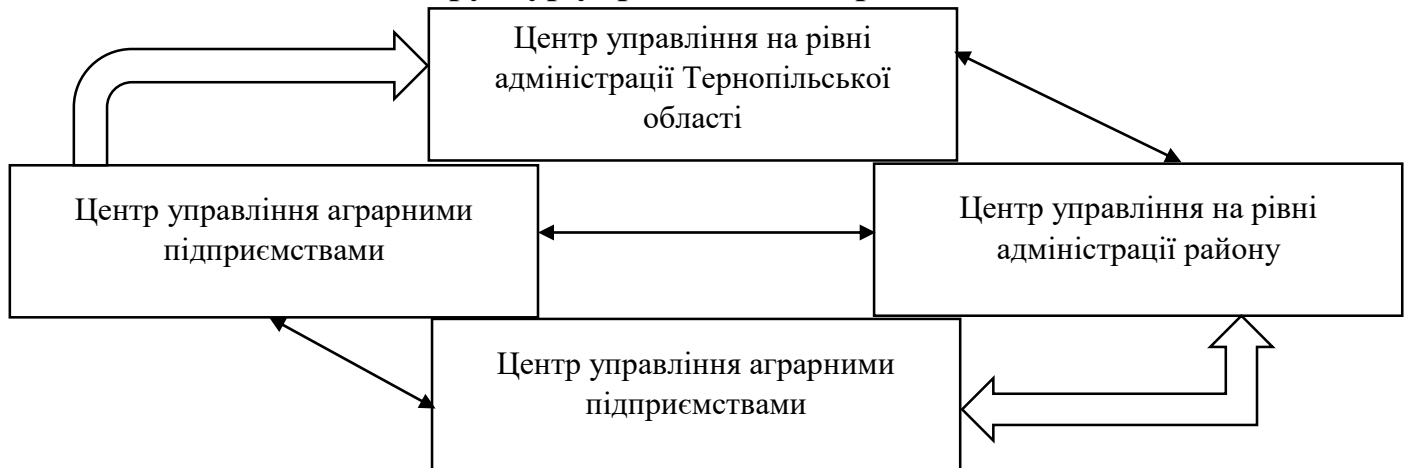 Центр управління на рівні
адміністрації Тернопільської
області
Центр управління аграрними
підприємствами
Центр управління на рівні
адміністрації району
Центр управління аграрними
підприємствами